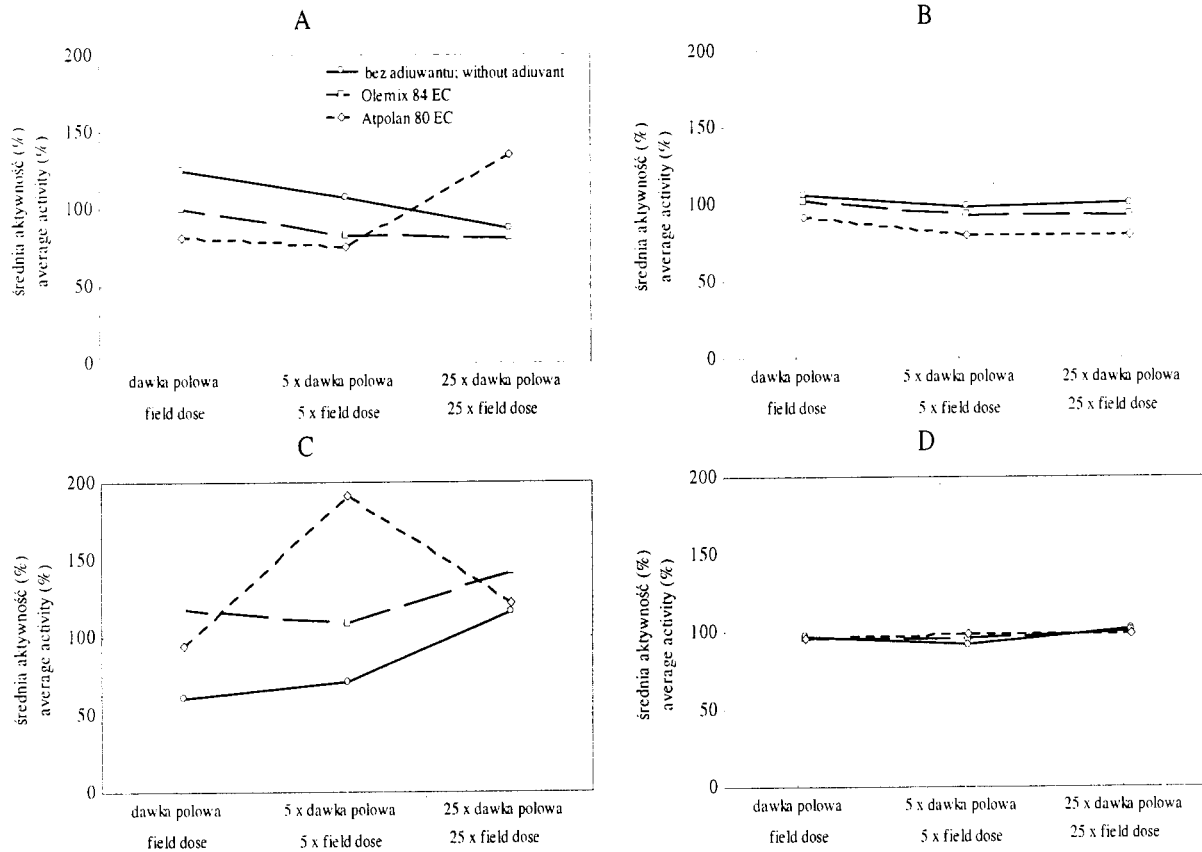 A
średnia aktywność (%)
average activity (%)
200
150
100
50
0
bez adiuwantu; without adiuvant
Olemix 84 EC
Atpolan 80 EC
dawka polowa
field dose
5 x dawka polowa
5 x field dose
25 x dawka polowa
25 x field dose
B
średnia aktywność (%)
average activity (%)
200
150
100
50
0
dawka polowa
field dose
5 x dawka polowa
5 x field dose
25 x dawka polowa
25 x field dose
C
średnia aktywność (%)
average activity (%)
200
150
100
50
0
dawka polowa
field dose
5 x dawka polowa
5 x field dose
25 x dawka polowa
25 x field dose
D
średnia aktywność (%)
average activity (%)
200
150
100
50
0
dawka polowa
field dose
5 x dawka polowa
5 x field dose
25 x dawka polowa
25 x field dose